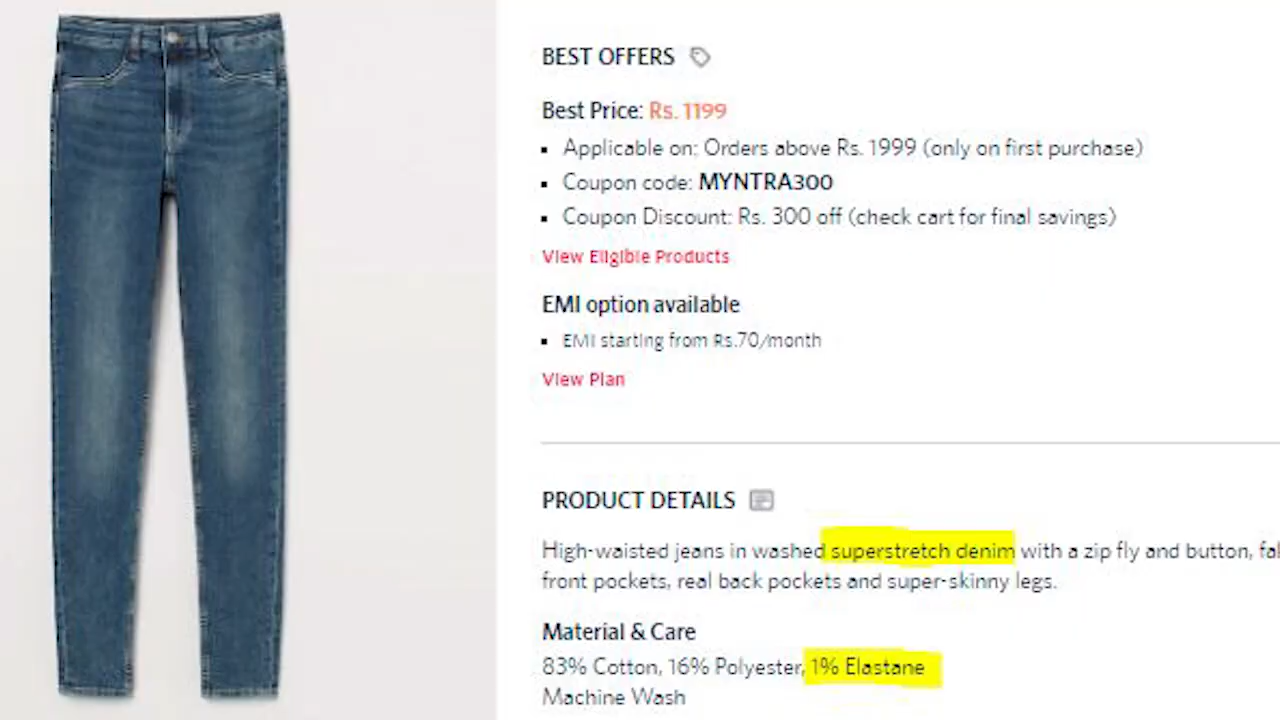 BEST OFFERS
Best Price: Rs. 1199
Applicable on: Orders above Rs. 1999 (only on first purchase)
Coupon code: MYNTRA300
Coupon Discount: Rs. 300 off (check cart for final savings)
View Eligible Products
EMI option available
EMI starting from Rs.70/month
View Plan
PRODUCT DETAILS
High-waisted jeans in washed superstretch denim with a zip fly and button,
front pockets, real back pockets and super-skinny legs.
Material & Care
83% Cotton, 16% Polyester, 1% Elastane
Machine Wash